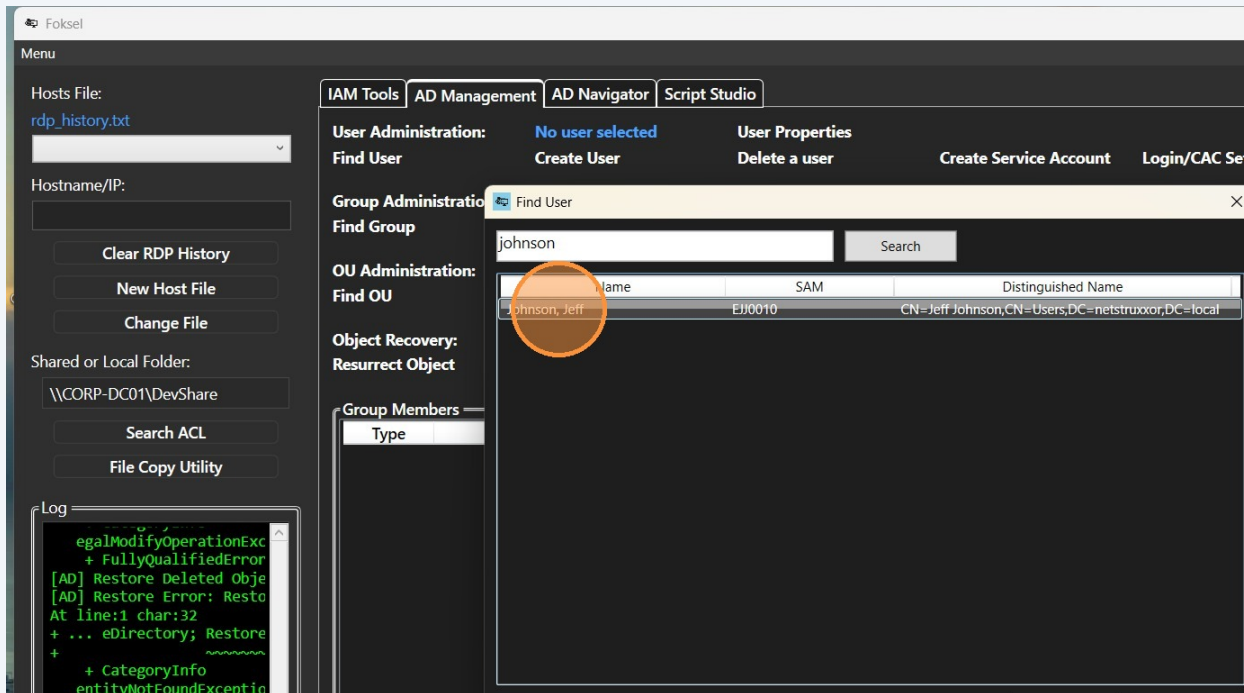 Foksel
Menu
Hosts File:
rdp_history.txt
Hostname/IP:
Clear RDP History
New Host File
Change File
Shared or Local Folder:
\\CORP-DC01\DevShare
Search ACL
File Copy Utility
Log
egalModifyOperationExc
+ FullyQualifiedError
[AD] Restore Deleted Obje
[AD] Restore Error: Resto
At line:1 char:32
+ ... eDirectory; Restore
+ ~~~~~~~
+ CategoryInfo
entityNotFoundExceptio
IAM Tools AD Management AD Navigator Script Studio
User Administration: No user selected User Properties
Find User Create User Delete a user Create Service Account Login/CAC Se
Group Administratio
Find Group
OU Administration:
Find OU
Object Recovery:
Resurrect Object
Group Members
Type
Find User
johnson Search
Name SAM Distinguished Name
Johnson, Jeff EJJ0010 CN=Jeff Johnson,CN=Users,DC=netstruxxor,DC=local